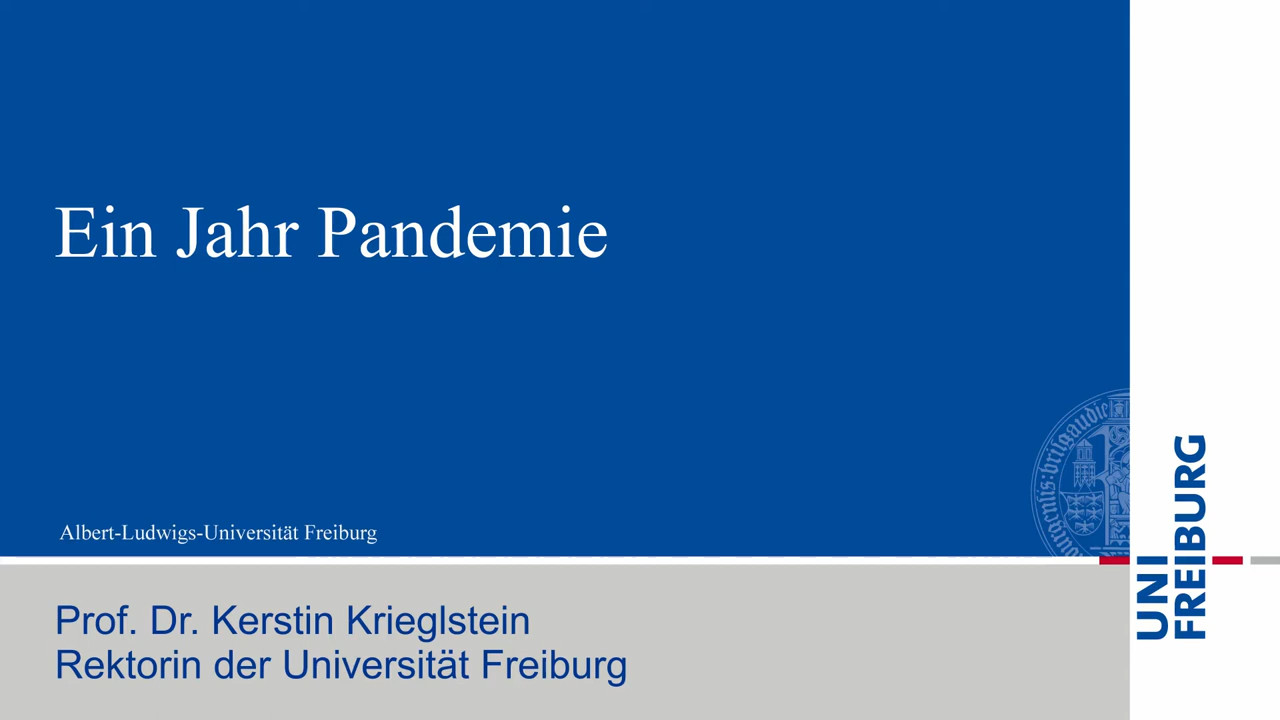 Ein Jahr Pandemie
Albert-Ludwigs-Universität Freiburg
Prof. Dr. Kerstin Krieglstein
Rektorin der Universität Freiburg
UNI
FREIBURG